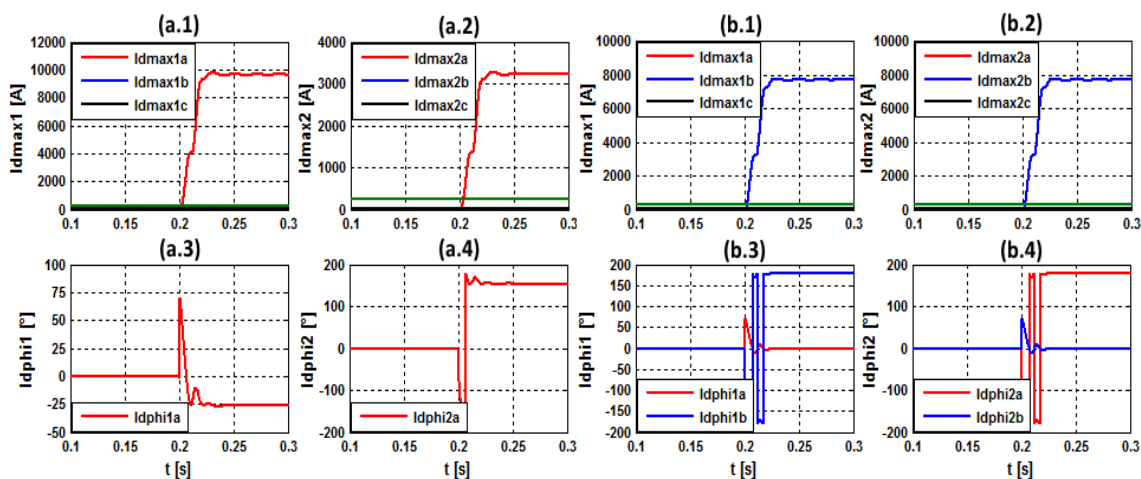 (a.1)
12000
10000
8000
6000
4000
2000
0
Idmax1 [A]
Idmax1a
Idmax1b
Idmax1c
0.1 0.15 0.2 0.25 0.3
(a.2)
4000
3000
2000
1000
0
Idmax2 [A]
Idmax2a
Idmax2b
Idmax2c
0.1 0.15 0.2 0.25 0.3
(b.1)
10000
8000
6000
4000
2000
0
Idmax1 [A]
Idmax1a
Idmax1b
Idmax1c
0.1 0.15 0.2 0.25 0.3
(b.2)
10000
8000
6000
4000
2000
0
Idmax2 [A]
Idmax2a
Idmax2b
Idmax2c
0.1 0.15 0.2 0.25 0.3
(a.3)
100
75
50
25
0
-25
-50
Idphi1 [°]
Idphi1a
0.1 0.15 0.2 0.25 0.3
t [s]
(a.4)
200
100
0
-100
-200
Idphi2 [°]
Idphi2a
0.1 0.15 0.2 0.25 0.3
t [s]
(b.3)
200
150
100
50
0
-50
-100
-150
-200
Idphi1 [°]
Idphi1a
Idphi1b
0.1 0.15 0.2 0.25 0.3
t [s]
(b.4)
200
100
0
-100
-200
Idphi2 [°]
Idphi2a
Idphi2b
0.1 0.15 0.2 0.25 0.3
t [s]